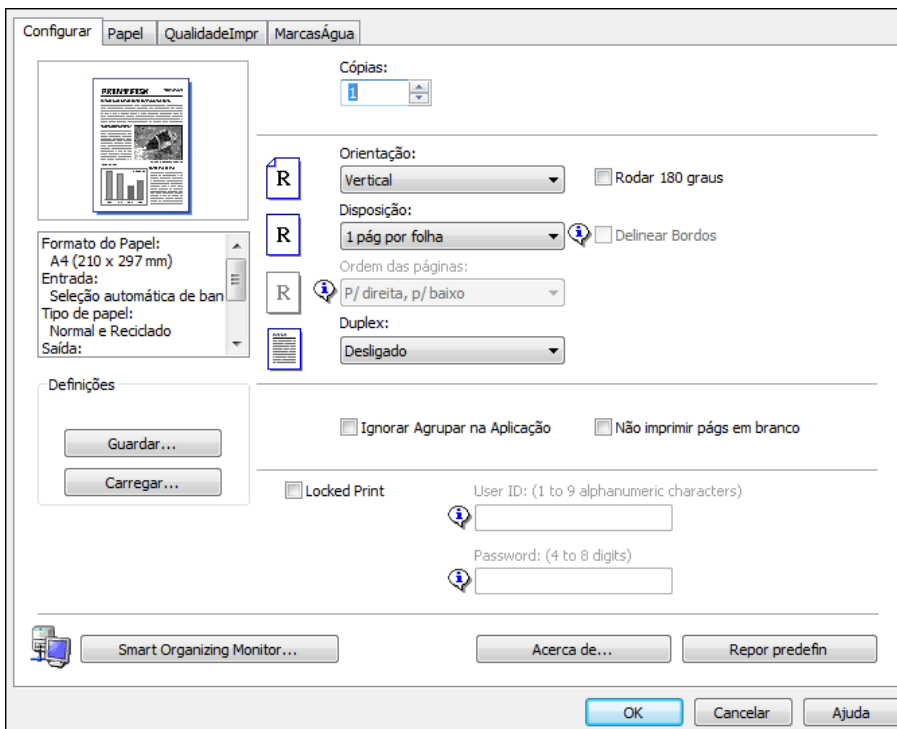 Configurar
Papel
QualidadeImpr
MarcasÁgua
Cópias:
1
Orientação:
R
Vertical
Rodar 180 graus
Disposição:
R
1 pág por folha
Delinear Bordos
Formato do Papel:
A4 (210 x 297 mm)
Entrada:
Seleção automática de ban
Tipo de papel:
Normal e Reciclado
Saída:
Ordem das páginas:
R
P/ direita, p/ baixo
Duplex:
Desligado
Definições
Guardar...
Carregar...
Ignorar Agrupar na Aplicação
Não imprimir págs em branco
Locked Print
User ID: (1 to 9 alphanumeric characters)
Password: (4 to 8 digits)
Smart Organizing Monitor...
Acerca de...
Repor predefin
OK
Cancelar
Ajuda